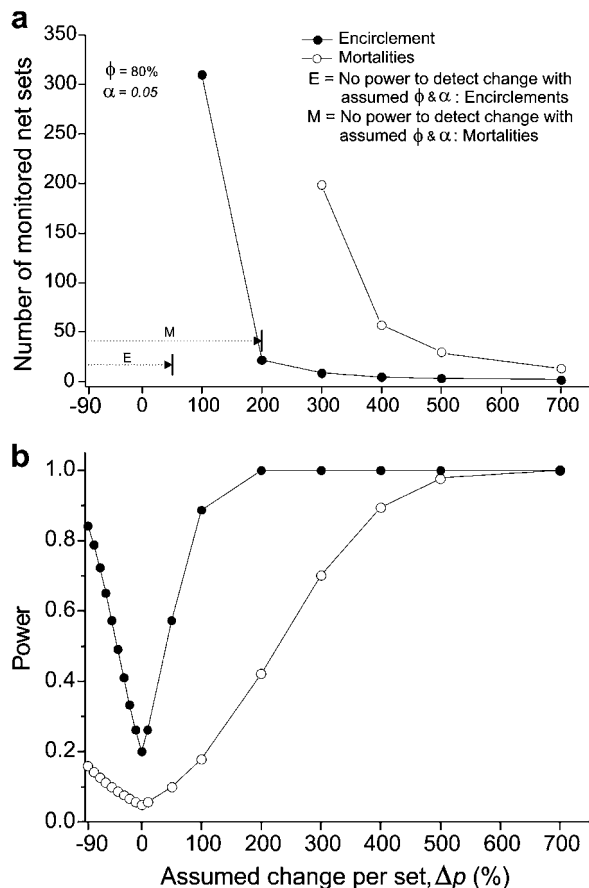 a
350
300
250
200
150
100
50
0
Number of monitored net sets
ϕ = 80%
α = 0.05
Encirclement
Mortalities
E = No power to detect change with
assumed ϕ & α : Encirclements
M = No power to detect change with
assumed ϕ & α : Mortalities
M
E
-90 0 100 200 300 400 500 600 700
b
1.0
0.8
0.6
0.4
0.2
0.0
Power
-90 0 100 200 300 400 500 600 700
Assumed change per set, Δp (%)